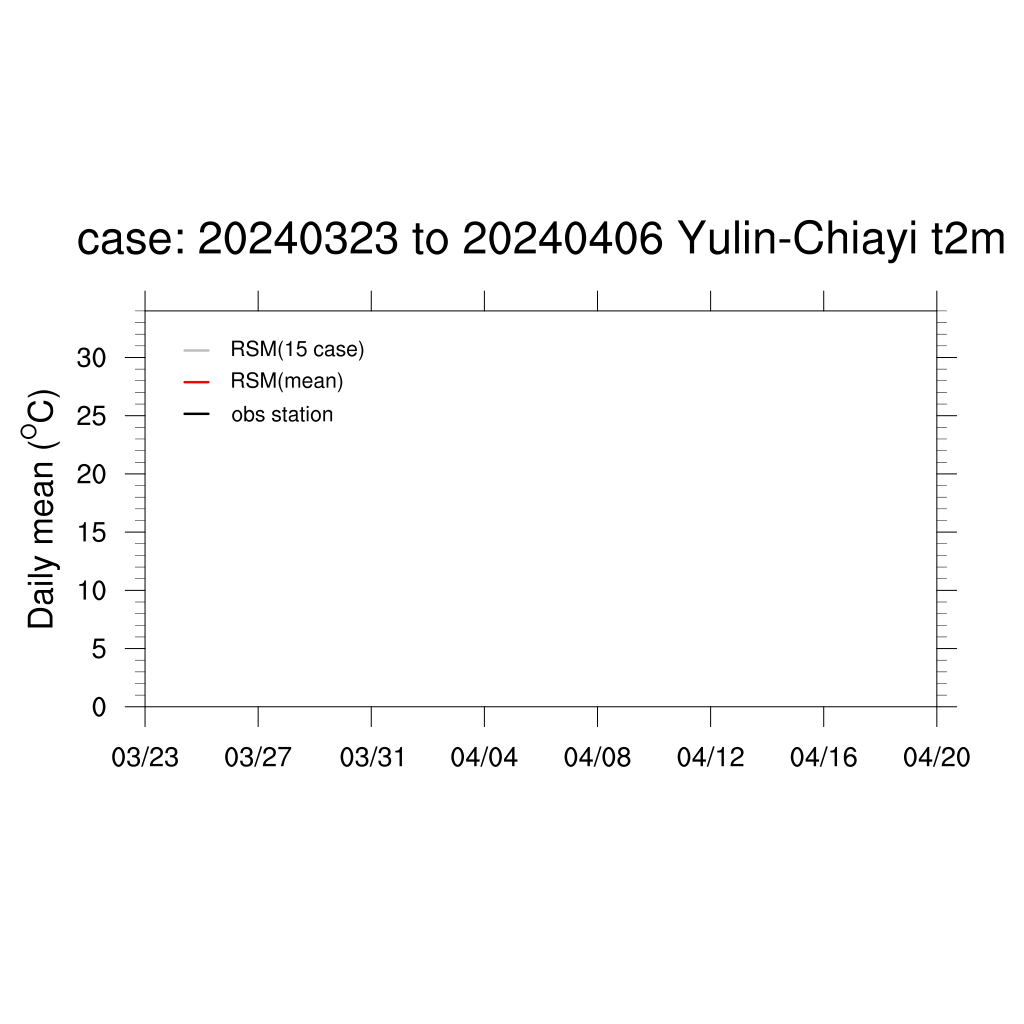 case: 20240323 to 20240406 Yulin-Chiayi t2m
RSM(15 case)
RSM(mean)
obs station
Daily mean (°C)
30
25
20
15
10
5
0
03/23 03/27 03/31 04/04 04/08 04/12 04/16 04/20